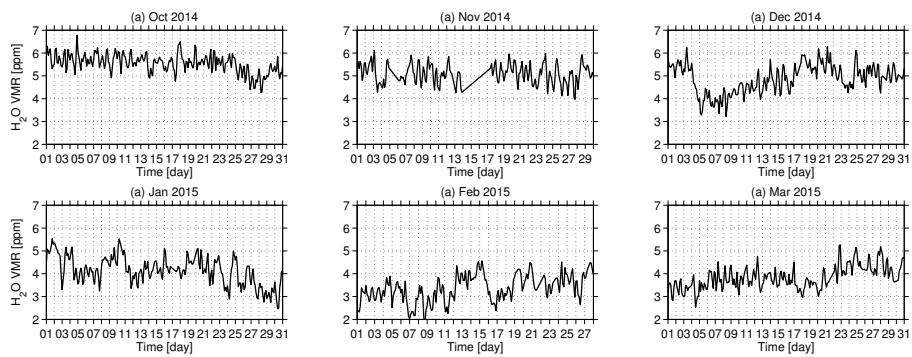 (a) Oct 2014
(a) Nov 2014
(a) Dec 2014
H2O VMR [ppm]
7
6
5
4
3
2
01 03 05 07 09 11 13 15 17 19 21 23 25 27 29 31
Time [day]
7
6
5
4
3
2
01 03 05 07 09 11 13 15 17 19 21 23 25 27 29
Time [day]
7
6
5
4
3
2
01 03 05 07 09 11 13 15 17 19 21 23 25 27 29 31
Time [day]
(a) Jan 2015
(a) Feb 2015
(a) Mar 2015
H2O VMR [ppm]
7
6
5
4
3
2
01 03 05 07 09 11 13 15 17 19 21 23 25 27 29 31
Time [day]
7
6
5
4
3
2
01 03 05 07 09 11 13 15 17 19 21 23 25 27
Time [day]
7
6
5
4
3
2
01 03 05 07 09 11 13 15 17 19 21 23 25 27 29 31
Time [day]